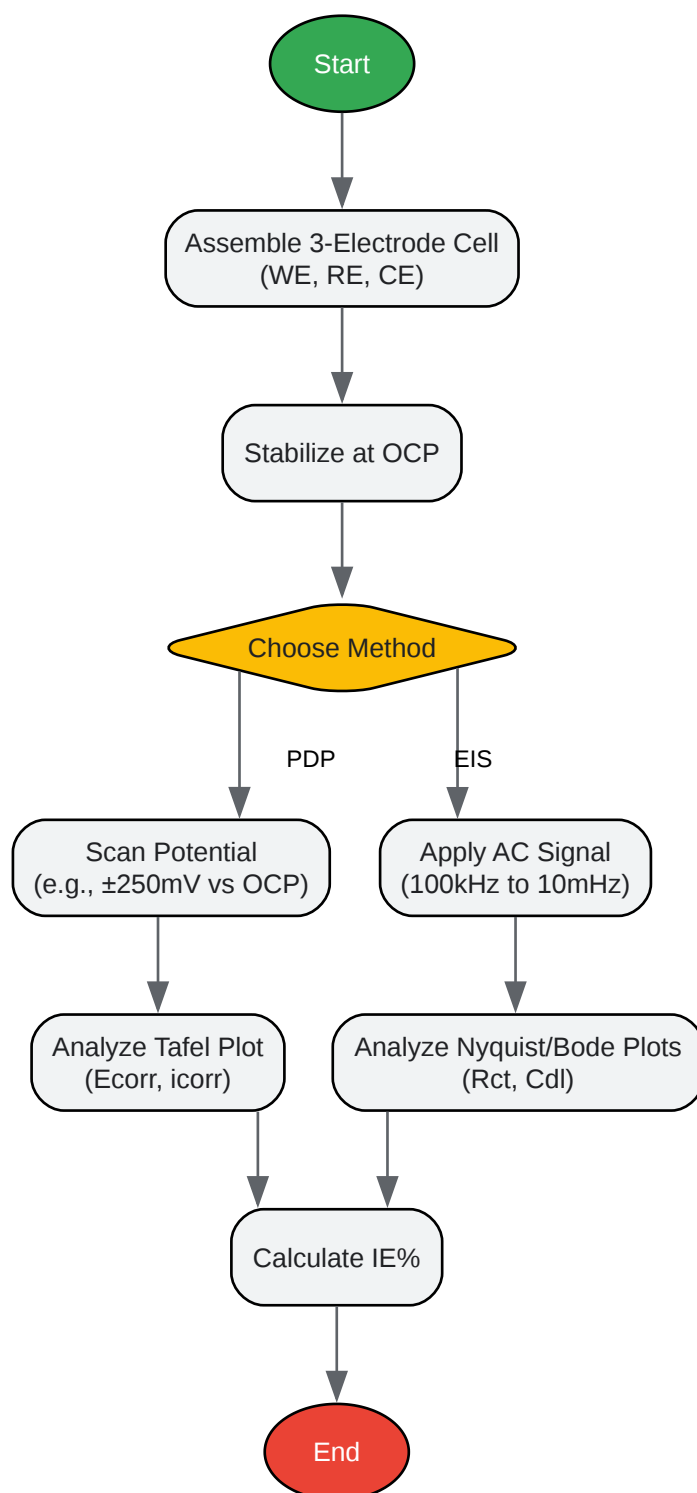 Start
Assemble 3-Electrode Cell
(WE, RE, CE)
Stabilize at OCP
Choose Method
PDP
EIS
Scan Potential
(e.g., ±250mV vs OCP)
Apply AC Signal
(100kHz to 10mHz)
Analyze Tafel Plot
(Ecorr, icorr)
Analyze Nyquist/Bode Plots
(Rct, Cdl)
Calculate IE%
End